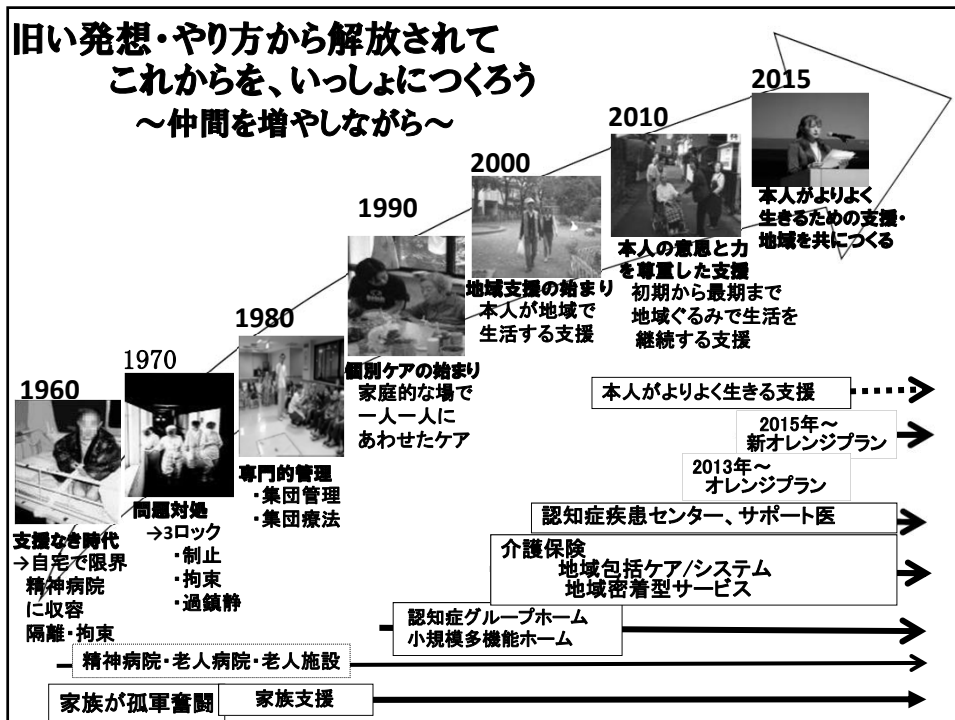 旧い発想・やり方から解放されて
これからを、いっしょにつくろう
～仲間を増やしながら～
1960
支援なき時代
→自宅で限界
精神病院
に収容
隔離・拘束
1970
問題対処
→3ロック
・制止
・拘束
・過鎮静
1980
専門的管理
・集団管理
・集団療法
1990
個別ケアの始まり
家庭的な場で
一人一人に
あわせたケア
2000
地域支援の始まり
本人が地域で
生活する支援
2010
本人の意思と力
を尊重した支援
初期から最期まで
地域ぐるみで生活を
継続する支援
2015
本人がよりよく
生きるための支援・
地域を共につくる
本人がよりよく生きる支援
2015年～
新オレンジプラン
2013年～
オレンジプラン
認知症疾患センター、サポート医
介護保険
地域包括ケア/システム
地域密着型サービス
認知症グループホーム
小規模多機能ホーム
精神病院・老人病院・老人施設
家族が孤軍奮闘
家族支援